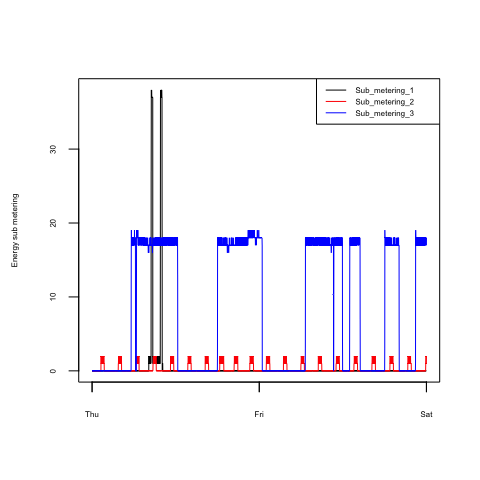 Sub_metering_1
Sub_metering_2
Sub_metering_3
Energy sub metering
30
20
10
0
Thu Fri Sat